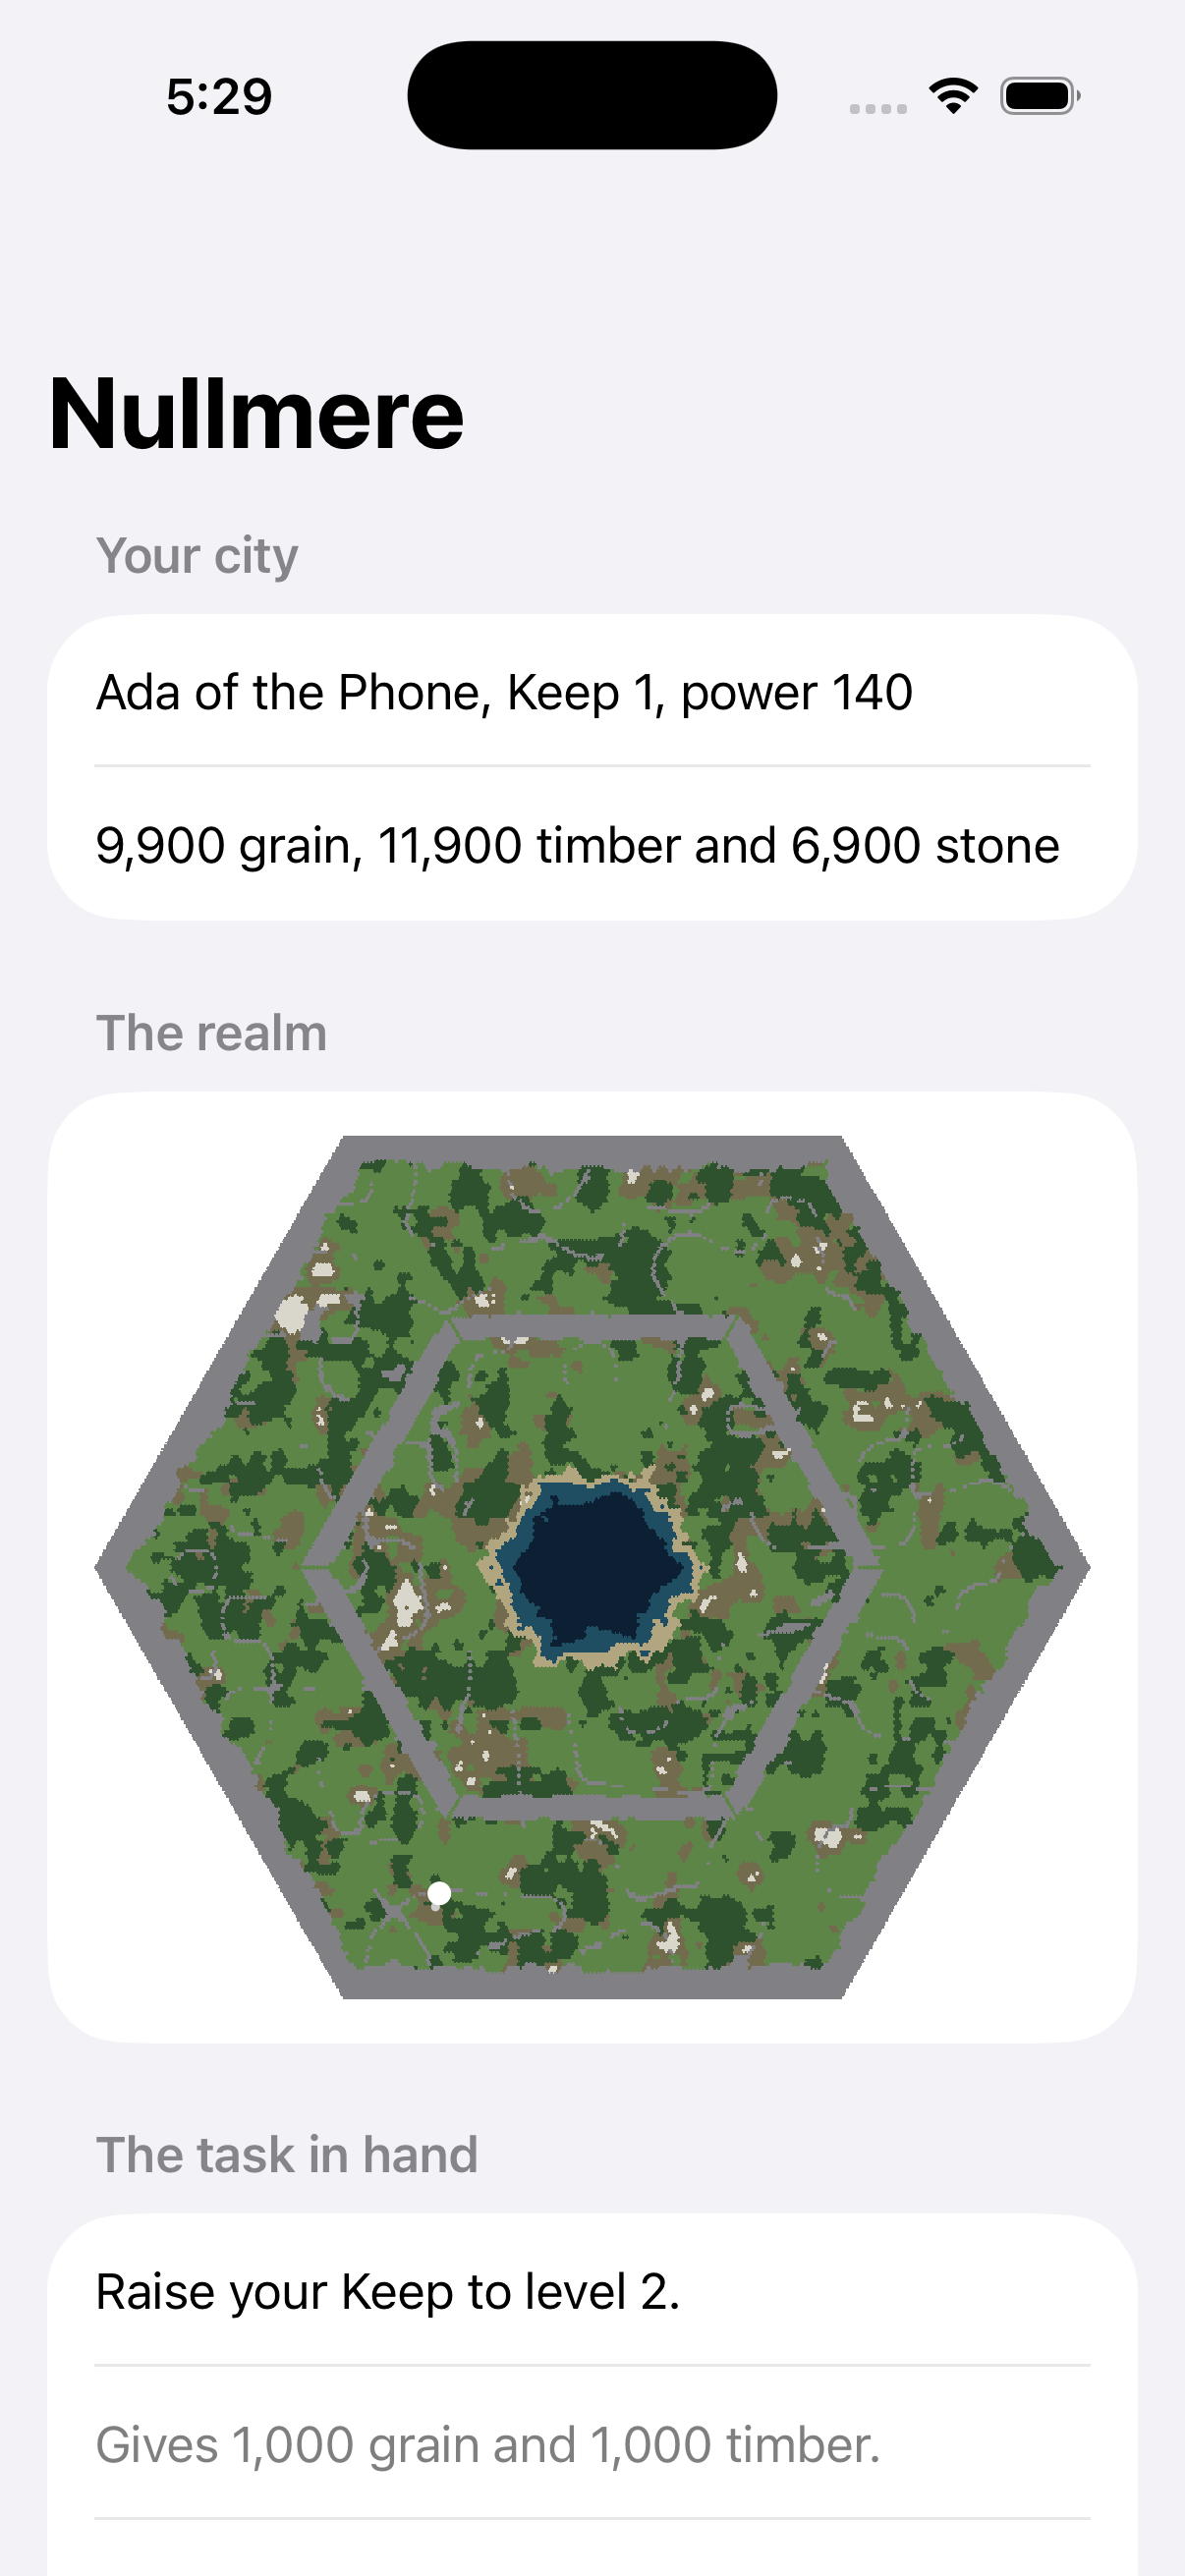 5:29
Nullmere
Your city
Ada of the Phone, Keep 1, power 140
9,900 grain, 11,900 timber and 6,900 stone
The realm
The task in hand
Raise your Keep to level 2.
Gives 1,000 grain and 1,000 timber.